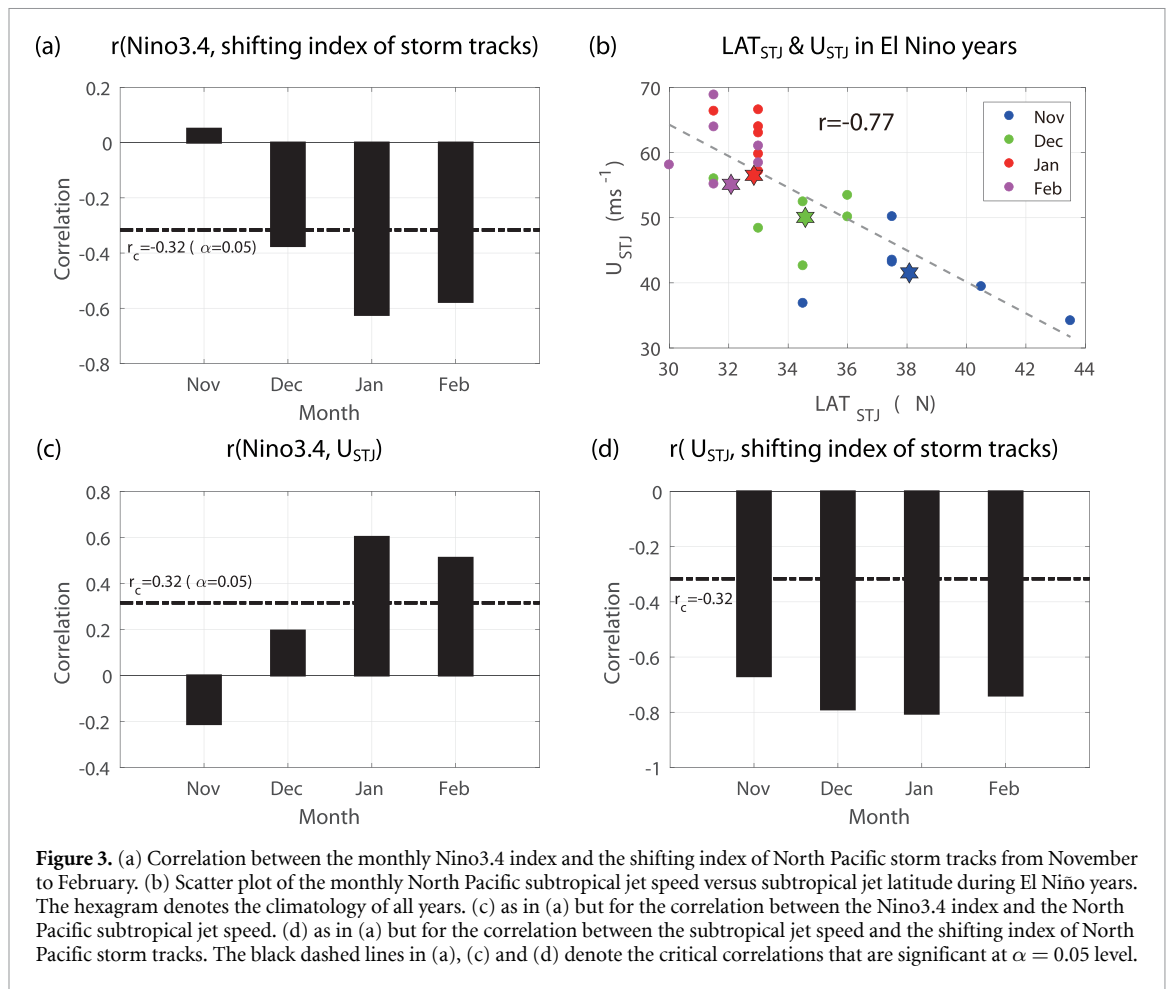 (a) r(Nino3.4, shifting index of storm tracks)
0.2
0
-0.2
-0.4
-0.6
-0.8
Correlation
r_c=-0.32 ( α=0.05)
Nov Dec Jan Feb
Month
(b) LAT_STJ & U_STJ in El Nino years
70
60
50
40
30
U_STJ (ms^-1)
r=-0.77
Nov
Dec
Jan
Feb
30 32 34 36 38 40 42 44
LAT_STJ ( N)
(c) r(Nino3.4, U_STJ)
0.8
0.6
0.4
0.2
0
-0.2
-0.4
Correlation
r_c=0.32 ( α=0.05)
Nov Dec Jan Feb
Month
(d) r( U_STJ, shifting index of storm tracks)
0
-0.2
-0.4
-0.6
-0.8
-1
Correlation
r_c=-0.32
Nov Dec Jan Feb
Month
Figure 3. (a) Correlation between the monthly Nino3.4 index and the shifting index of North Pacific storm tracks from November
to February. (b) Scatter plot of the monthly North Pacific subtropical jet speed versus subtropical jet latitude during El Niño years.
The hexagram denotes the climatology of all years. (c) as in (a) but for the correlation between the Nino3.4 index and the North
Pacific subtropical jet speed. (d) as in (a) but for the correlation between the subtropical jet speed and the shifting index of North
Pacific storm tracks. The black dashed lines in (a), (c) and (d) denote the critical correlations that are significant at α = 0.05 level.